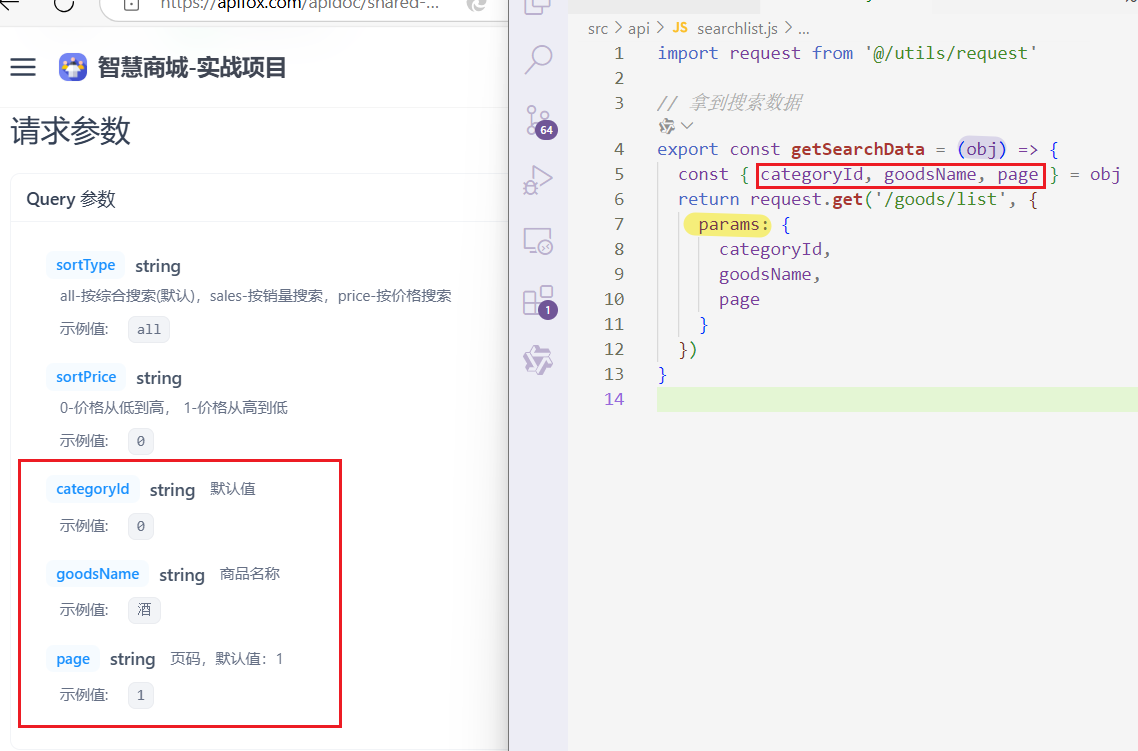 https://apifox.com/apidoc/shared-...
智慧商城-实战项目
请求参数
Query 参数
sortType string
all-按综合搜索(默认)，sales-按销量搜索，price-按价格搜索
示例值: all
sortPrice string
0-价格从低到高， 1-价格从高到低
示例值: 0
categoryId string 默认值
示例值: 0
goodsName string 商品名称
示例值: 酒
page string 页码，默认值：1
示例值: 1
64
1
src > api > JS searchlist.js > ...
1 import request from '@/utils/request'
2
3 // 拿到搜索数据
4 export const getSearchData = (obj) => {
5 const { categoryId, goodsName, page } = obj
6 return request.get('/goods/list', {
7 params: {
8 categoryId,
9 goodsName,
10 page
11 }
12 })
13 }
14